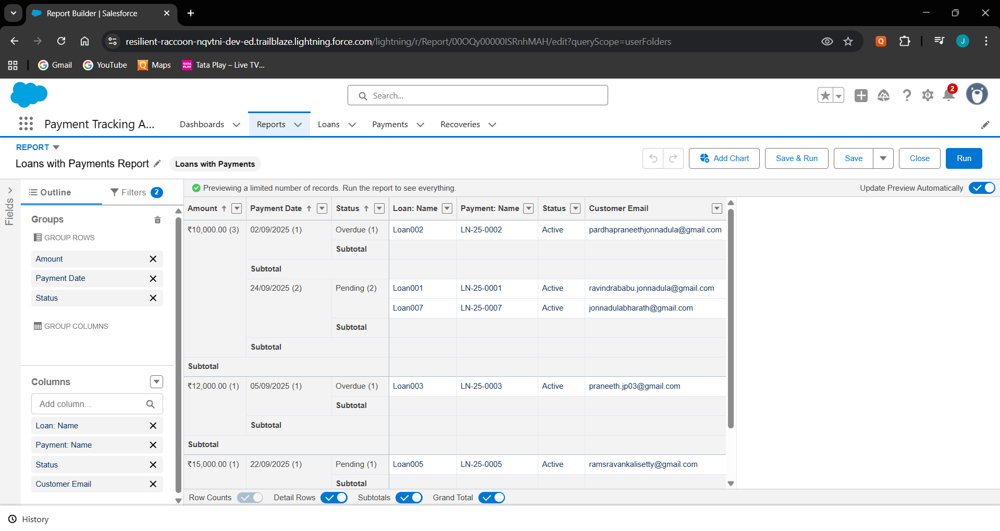 Report Builder | Salesforce
resilient-raccoon-nqvtni-dev-ed.trailblaze.lightning.force.com/lightning/r/Report/00OQy00000ISRnhMAH/edit?queryScope=userFolders
Q
J
Gmail YouTube Q Maps TATA PLAY Tata Play – Live TV...
Search...
2
Payment Tracking A... Dashboards Reports Loans Payments Recoveries
REPORT
Loans with Payments Report Loans with Payments
Add Chart Save & Run Save Close Run
Fields
Outline Filters 2
Previewing a limited number of records. Run the report to see everything. Update Preview Automatically
Groups
GROUP ROWS
Amount
Payment Date
Status
GROUP COLUMNS
Columns
Add column...
Loan: Name
Payment: Name
Status
Customer Email
Amount Payment Date Status Loan: Name Payment: Name Status Customer Email
₹10,000.00 (3) 02/09/2025 (1) Overdue (1) Loan002 LN-25-0002 Active pardhapraneethjonnadula@gmail.com
Subtotal
Subtotal
24/09/2025 (2) Pending (2) Loan001 LN-25-0001 Active ravindrababu.jonnadula@gmail.com
Loan007 LN-25-0007 Active jonnadulabharath@gmail.com
Subtotal
Subtotal
Subtotal
₹12,000.00 (1) 05/09/2025 (1) Overdue (1) Loan003 LN-25-0003 Active praneeth.jp03@gmail.com
Subtotal
Subtotal
Subtotal
₹15,000.00 (1) 22/09/2025 (1) Pending (1) Loan005 LN-25-0005 Active ramsravankalisetty@gmail.com
Subtotal
Row Counts Detail Rows Subtotals Grand Total
History